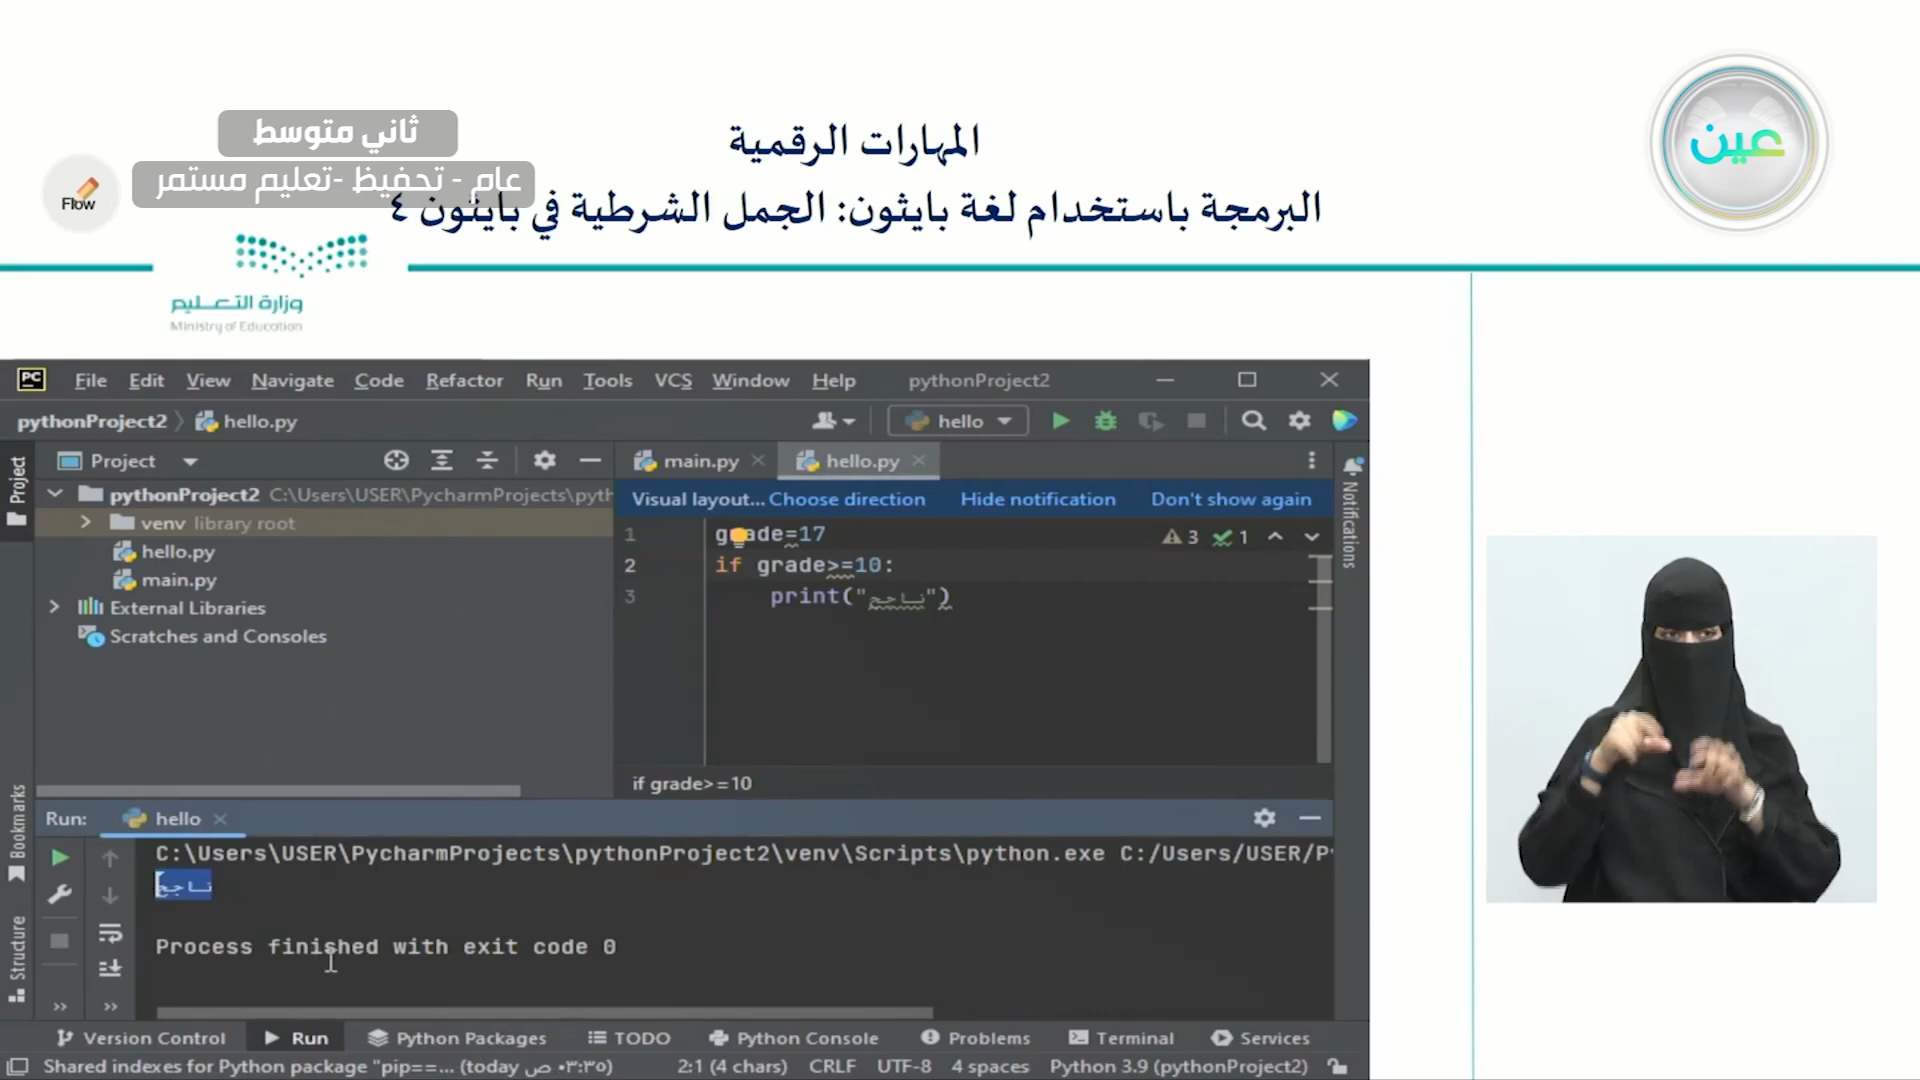 ثاني متوسط
عام - تحفيظ -تعليم مستمر
المهارات الرقمية
البرمجة باستخدام لغة بايثون: الجمل الشرطية في بايثون ٤
عين
Flow
وزارة التعليم
Ministry of Education
PC File Edit View Navigate Code Refactor Run Tools VCS Window Help pythonProject2
pythonProject2 hello.py hello
Project
Project
main.py
hello.py
Notifications
pythonProject2 C:\Users\USER\PycharmProjects\pyth
venv library root
hello.py
main.py
External Libraries
Scratches and Consoles
Visual layout... Choose direction Hide notification Don't show again
1 grade=17
3 1
2 if grade>=10:
3 print("ناجح")
if grade>=10
Bookmarks
Structure
Run: hello
C:\Users\USER\PycharmProjects\pythonProject2\venv\Scripts\python.exe C:/Users/USER/P
ناجح
Process finished with exit code 0
Version Control Run Python Packages TODO Python Console Problems Terminal Services
Shared indexes for Python package "pip==... (today ٠٣:٣٥ ص) 2:1 (4 chars) CRLF UTF-8 4 spaces Python 3.9 (pythonProject2)